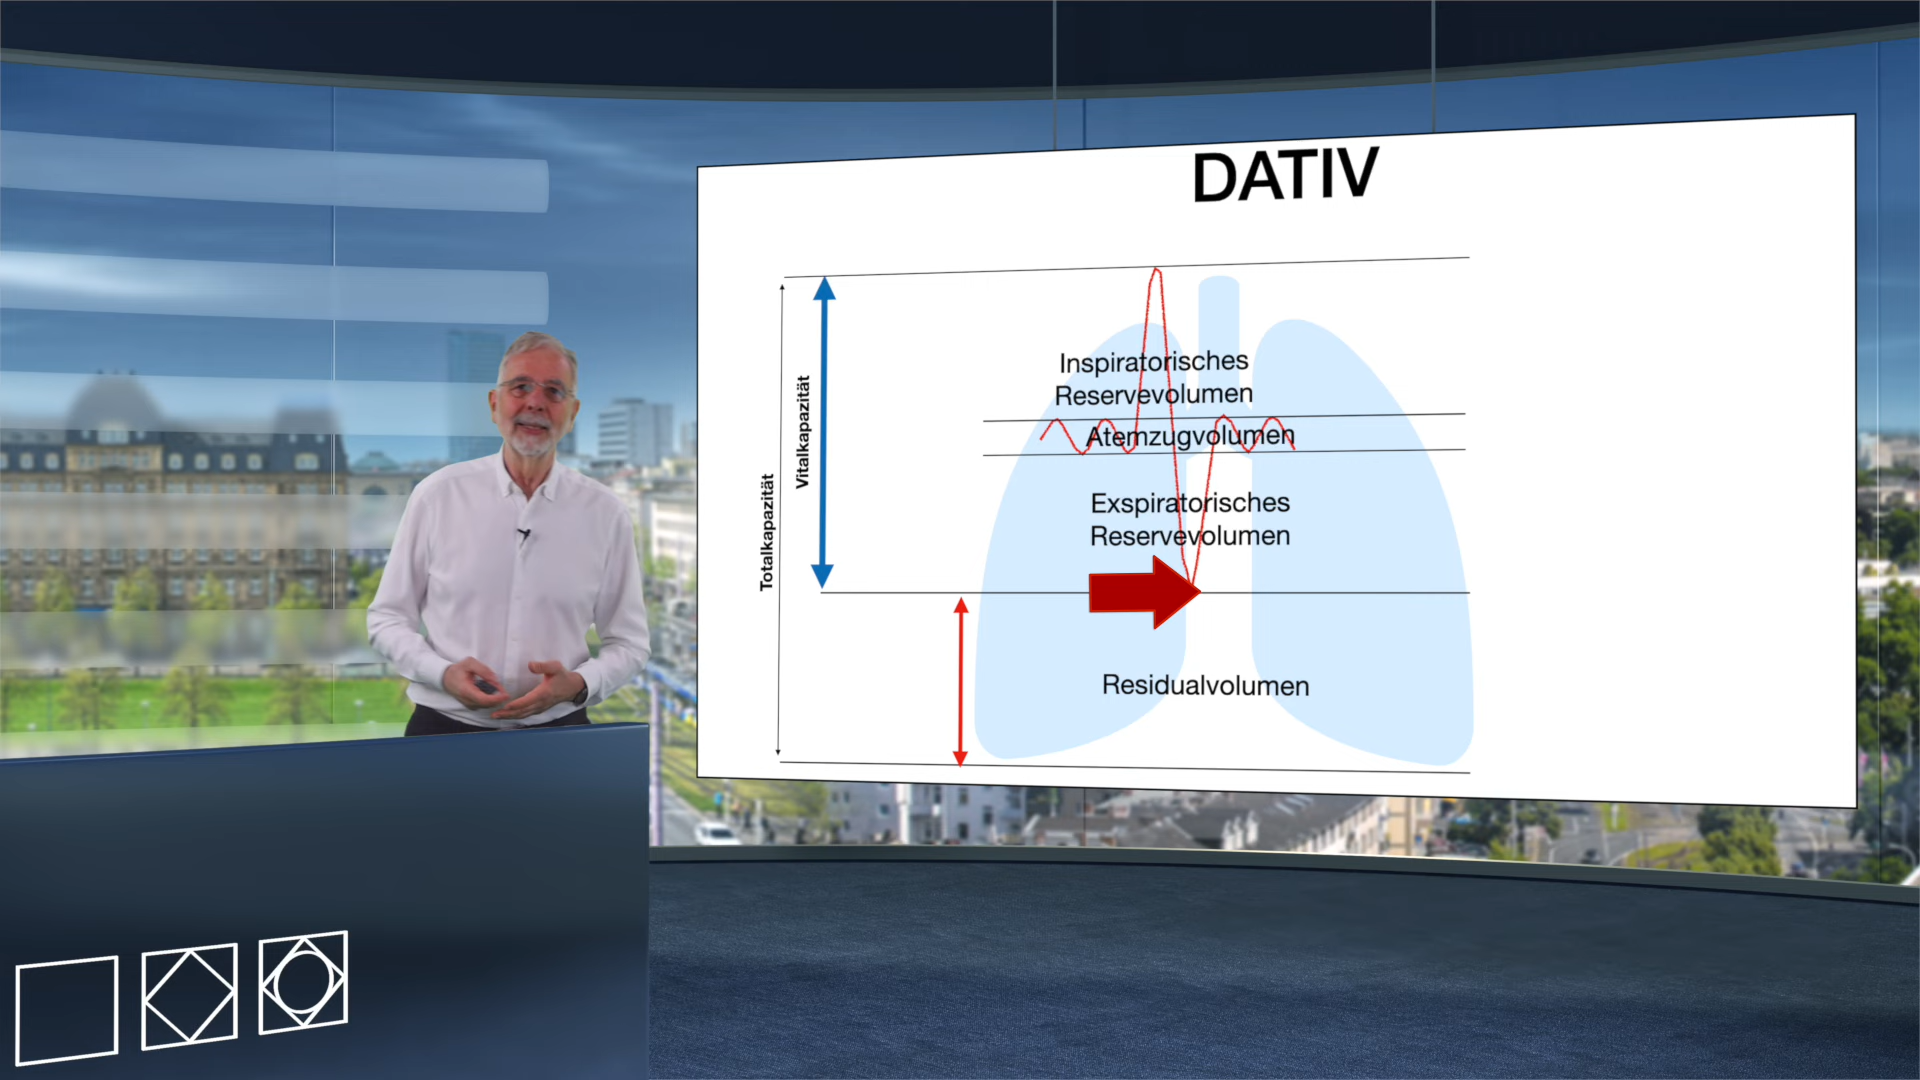 DATIV
Inspiratorisches
Reservevolumen
Atemzugvolumen
Exspiratorisches
Reservevolumen
Residualvolumen
Vitalkapazität
Totalkapazität